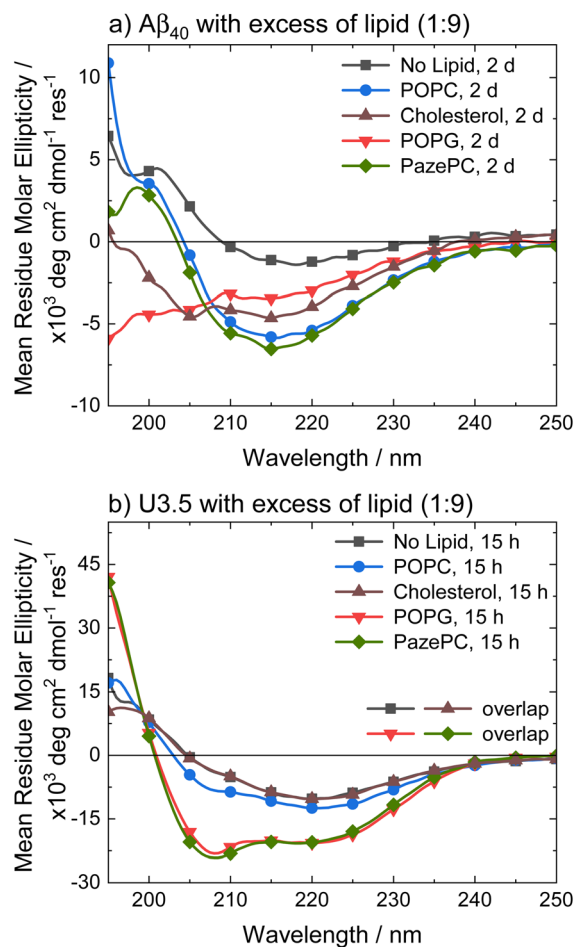 a) Aβ₄₀ with excess of lipid (1:9)
Mean Residue Molar Ellipticity /
x10³ deg cm² dmol⁻¹ res⁻¹
10
5
0
-5
-10
No Lipid, 2 d
POPC, 2 d
Cholesterol, 2 d
POPG, 2 d
PazePC, 2 d
200 210 220 230 240 250
Wavelength / nm
b) U3.5 with excess of lipid (1:9)
Mean Residue Molar Ellipticity /
x10³ deg cm² dmol⁻¹ res⁻¹
45
30
15
0
-15
-30
No Lipid, 15 h
POPC, 15 h
Cholesterol, 15 h
POPG, 15 h
PazePC, 15 h
overlap
overlap
200 210 220 230 240 250
Wavelength / nm